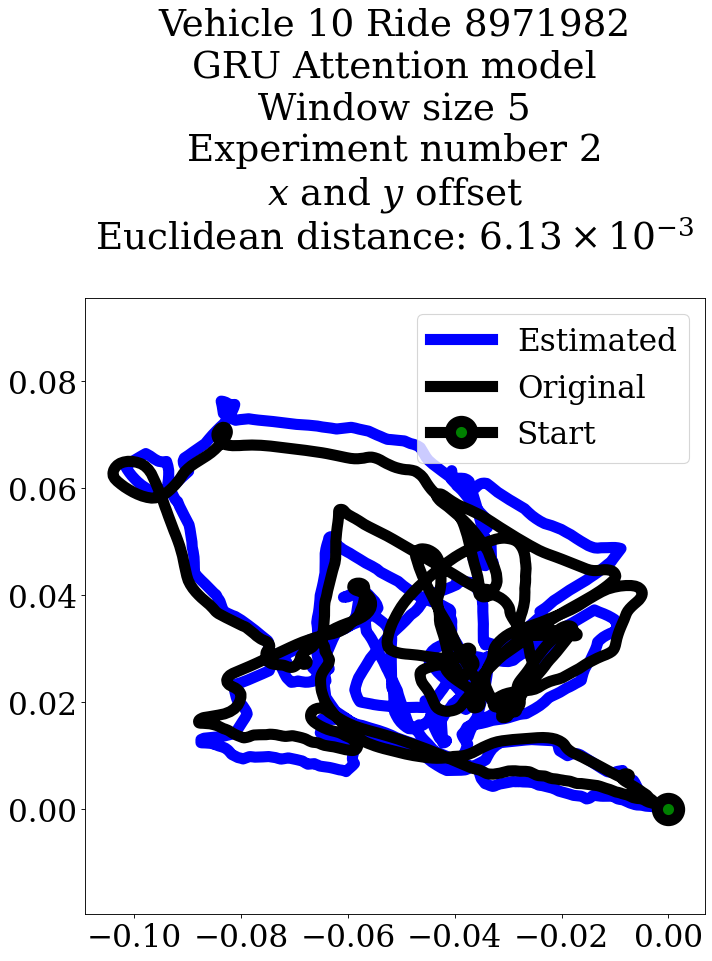 Vehicle 10 Ride 8971982
GRU Attention model
Window size 5
Experiment number 2
x and y offset
Euclidean distance: 6.13 × 10⁻³
Estimated
Original
Start
0.08
0.06
0.04
0.02
0.00
−0.10 −0.08 −0.06 −0.04 −0.02 0.00